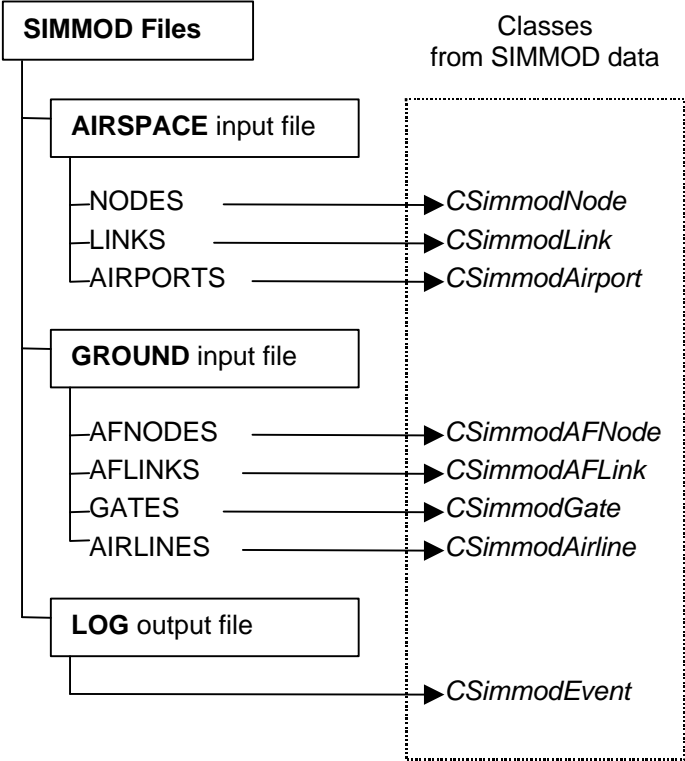 SIMMOD Files
Classes
from SIMMOD data
AIRSPACE input file
NODES CSimmodNode
LINKS CSimmodLink
AIRPORTS CSimmodAirport
GROUND input file
AFNODES CSimmodAFNode
AFLINKS CSimmodAFLink
GATES CSimmodGate
AIRLINES CSimmodAirline
LOG output file
CSimmodEvent